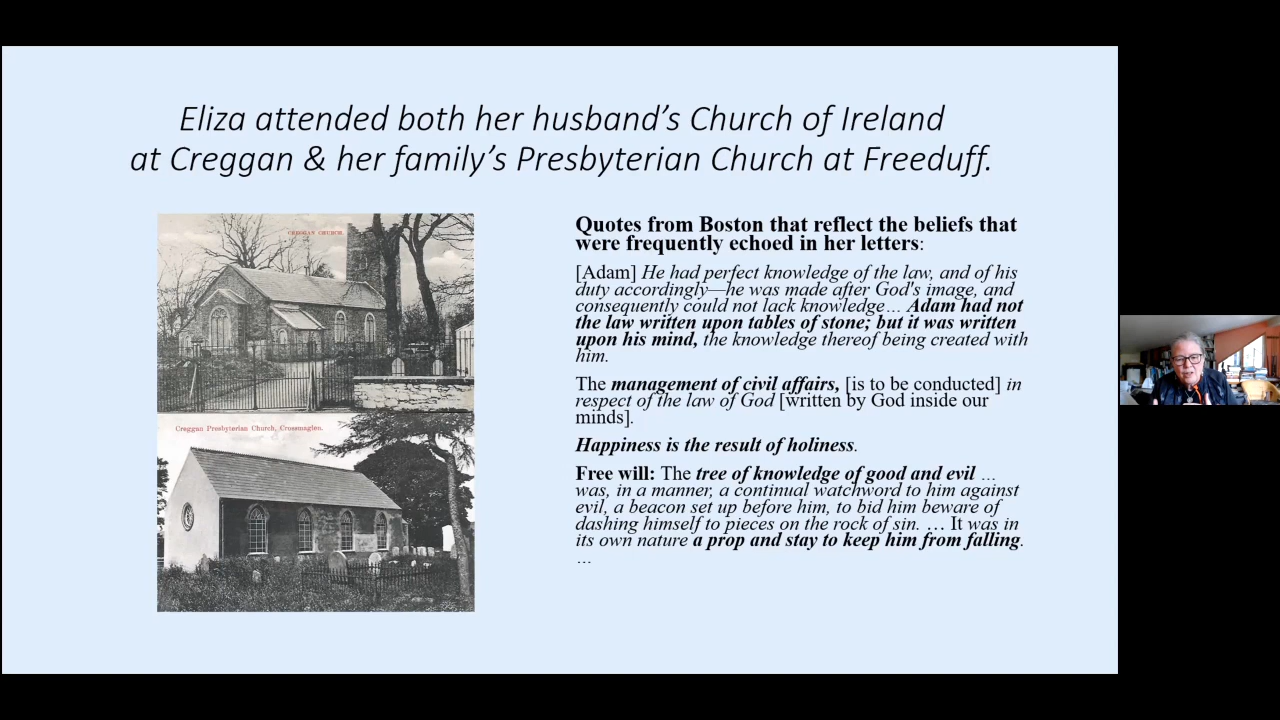 Eliza attended both her husband’s Church of Ireland
at Creggan & her family’s Presbyterian Church at Freeduff.
CREGGAN CHURCH.
Creggan Presbyterian Church, Crossmaglen.
Quotes from Boston that reflect the beliefs that
were frequently echoed in her letters:
[Adam] He had perfect knowledge of the law, and of his
duty accordingly—he was made after God's image, and
consequently could not lack knowledge… Adam had not
the law written upon tables of stone; but it was written
upon his mind, the knowledge thereof being created with
him.
The management of civil affairs, [is to be conducted] in
respect of the law of God [written by God inside our
minds].
Happiness is the result of holiness.
Free will: The tree of knowledge of good and evil …
was, in a manner, a continual watchword to him against
evil, a beacon set up before him, to bid him beware of
dashing himself to pieces on the rock of sin. … It was in
its own nature a prop and stay to keep him from falling.
…